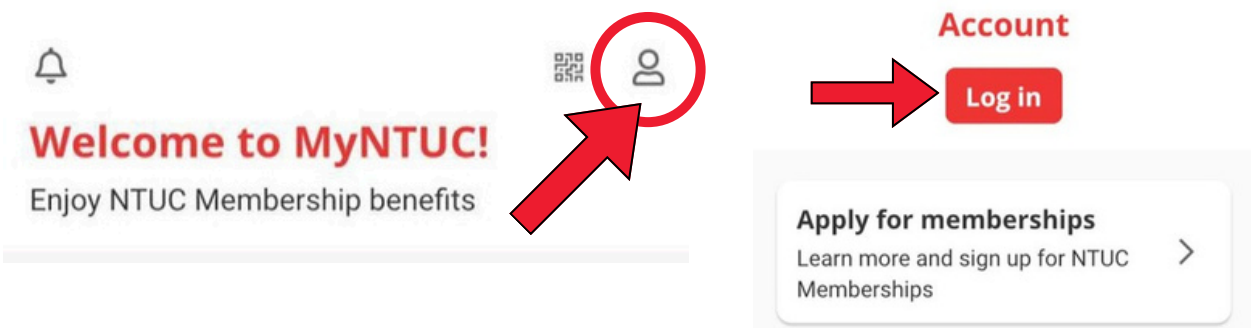 Welcome to MyNTUC!
Enjoy NTUC Membership benefits
Account
Log in
Apply for memberships
Learn more and sign up for NTUC
Memberships